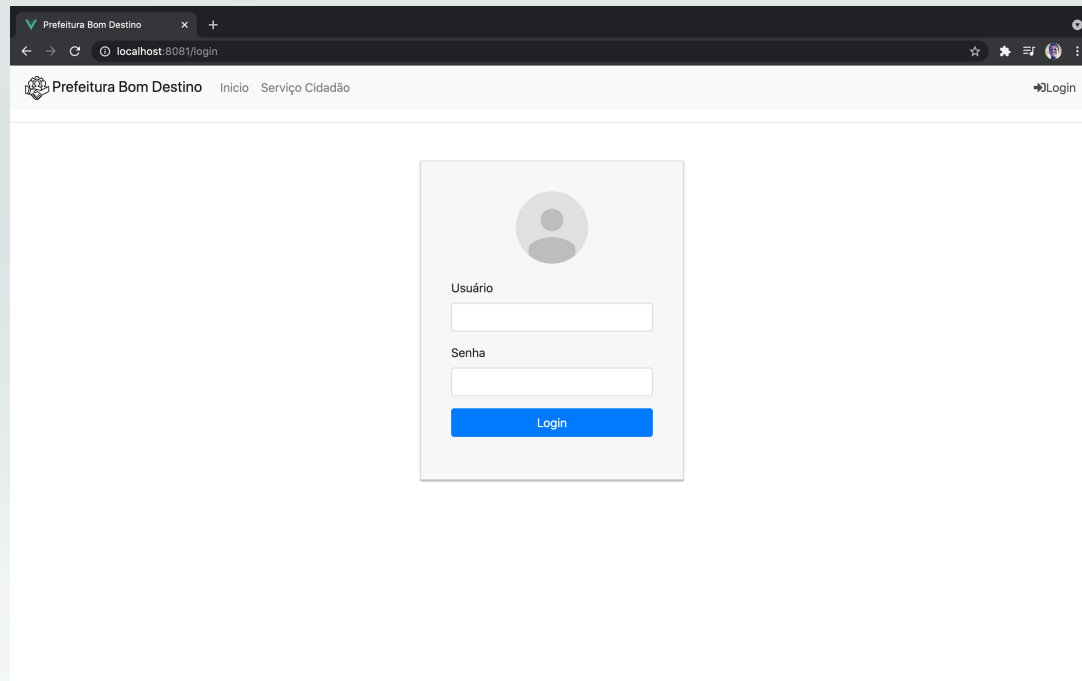 Prefeitura Bom Destino
localhost:8081/login
Prefeitura Bom Destino Inicio Serviço Cidadão Login
Usuário
Senha
Login